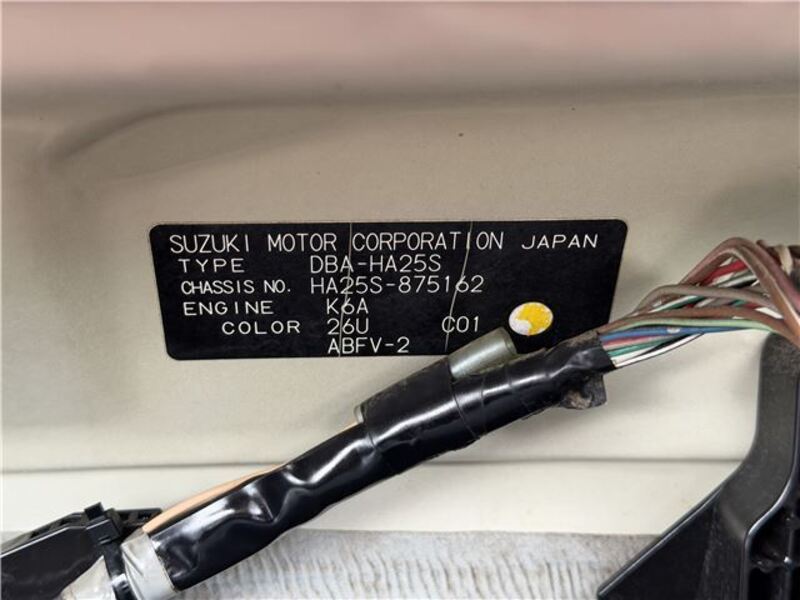 SUZUKI MOTOR CORPORATION JAPAN
TYPE DBA-HA25S
CHASSIS NO. HA25S-875162
ENGINE K6A
COLOR 26U C01
ABFV-2